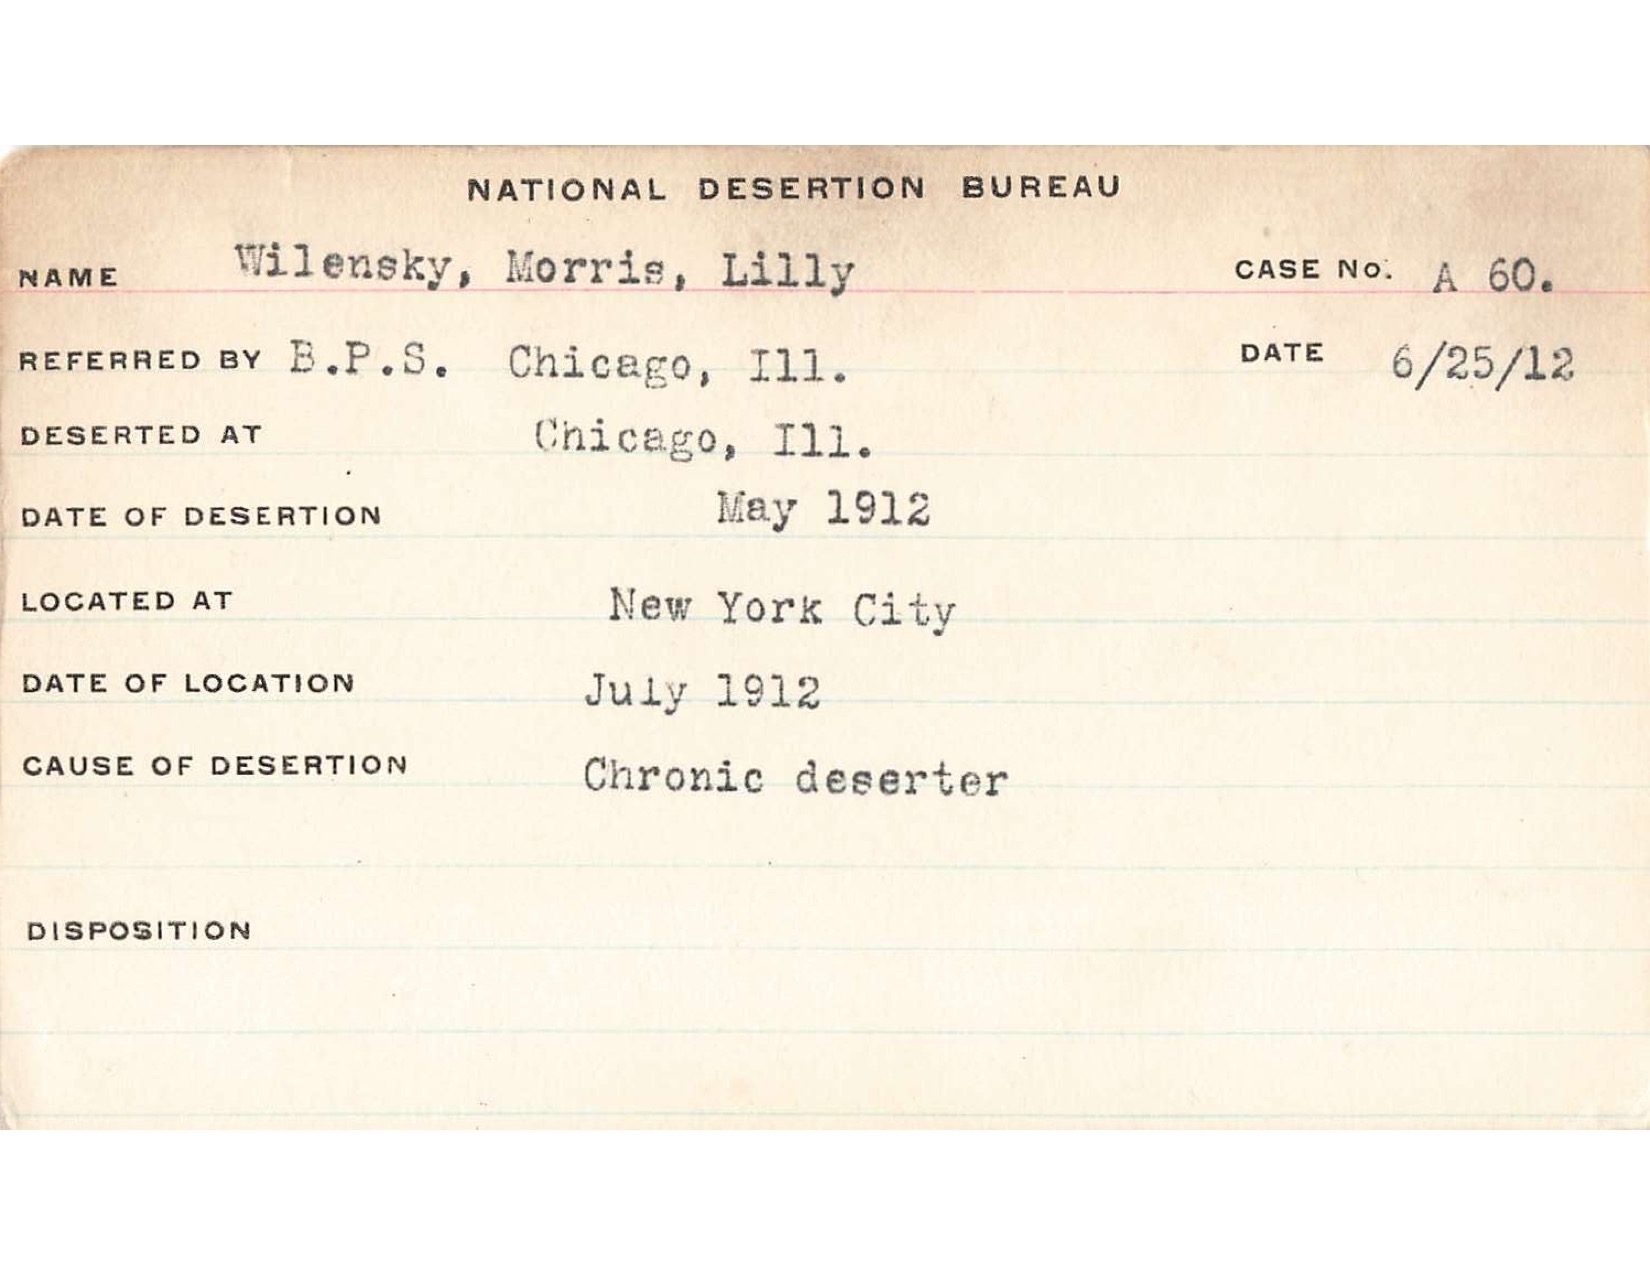 NATIONAL DESERTION BUREAU
NAME Wilensky, Morris, Lilly CASE No. A 60.
REFERRED BY B.P.S. Chicago, Ill. DATE 6/25/12
DESERTED AT Chicago, Ill.
DATE OF DESERTION May 1912
LOCATED AT New York City
DATE OF LOCATION July 1912
CAUSE OF DESERTION Chronic deserter
DISPOSITION